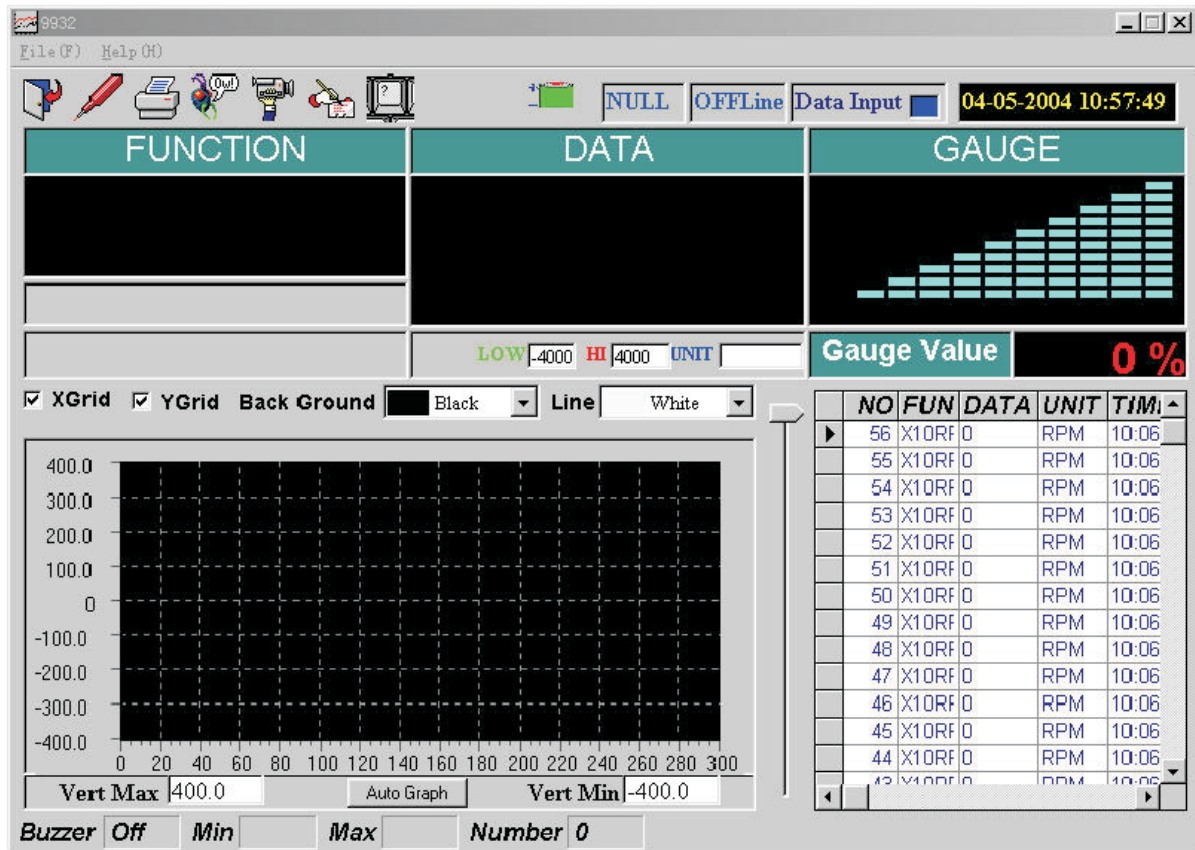 9932
File(F) Help(H)
Ow!
?
NULL OFFLine Data Input 04-05-2004 10:57:49
FUNCTION DATA GAUGE
LOW -4000 HI 4000 UNIT
Gauge Value 0 %
XGrid YGrid Back Ground Black Line White
NO FUN DATA UNIT TIM
56 X10RF 0 RPM 10:06
55 X10RF 0 RPM 10:06
54 X10RF 0 RPM 10:06
53 X10RF 0 RPM 10:06
52 X10RF 0 RPM 10:06
51 X10RF 0 RPM 10:06
50 X10RF 0 RPM 10:06
49 X10RF 0 RPM 10:06
48 X10RF 0 RPM 10:06
47 X10RF 0 RPM 10:06
46 X10RF 0 RPM 10:06
45 X10RF 0 RPM 10:06
44 X10RF 0 RPM 10:06
400.0
300.0
200.0
100.0
0
-100.0
-200.0
-300.0
-400.0
0 20 40 60 80 100 120 140 160 180 200 220 240 260 280 300
Vert Max 400.0 Auto Graph Vert Min -400.0
Buzzer Off Min Max Number 0